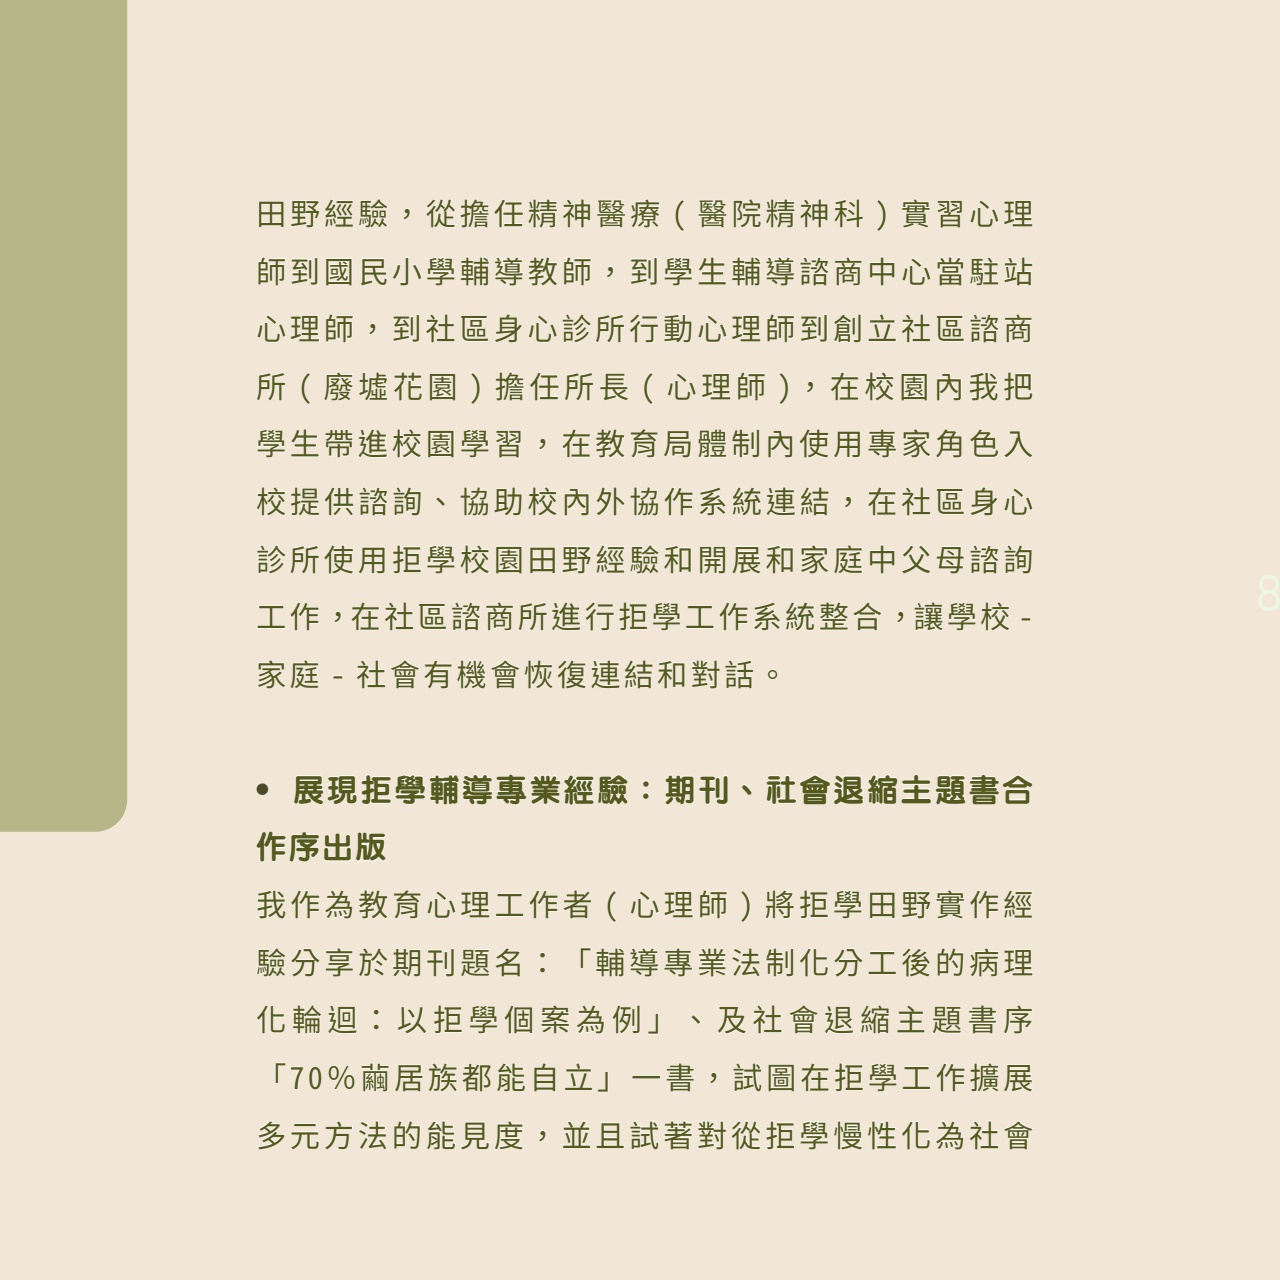 田野經驗，從擔任精神醫療（醫院精神科）實習心理
師到國民小學輔導教師，到學生輔導諮商中心當駐站
心理師，到社區身心診所行動心理師到創立社區諮商
所（廢墟花園）擔任所長（心理師），在校園內我把
學生帶進校園學習，在教育局體制內使用專家角色入
校提供諮詢、協助校內外協作系統連結，在社區身心
診所使用拒學校園田野經驗和開展和家庭中父母諮詢
工作，在社區諮商所進行拒學工作系統整合，讓學校 -
家庭 - 社會有機會恢復連結和對話。
• 展現拒學輔導專業經驗：期刊、社會退縮主題書合
作序出版
我作為教育心理工作者（心理師）將拒學田野實作經
驗分享於期刊題名：「輔導專業法制化分工後的病理
化輪迴：以拒學個案為例」、及社會退縮主題書序
「70％繭居族都能自立」一書，試圖在拒學工作擴展
多元方法的能見度，並且試著對從拒學慢性化為社會
8